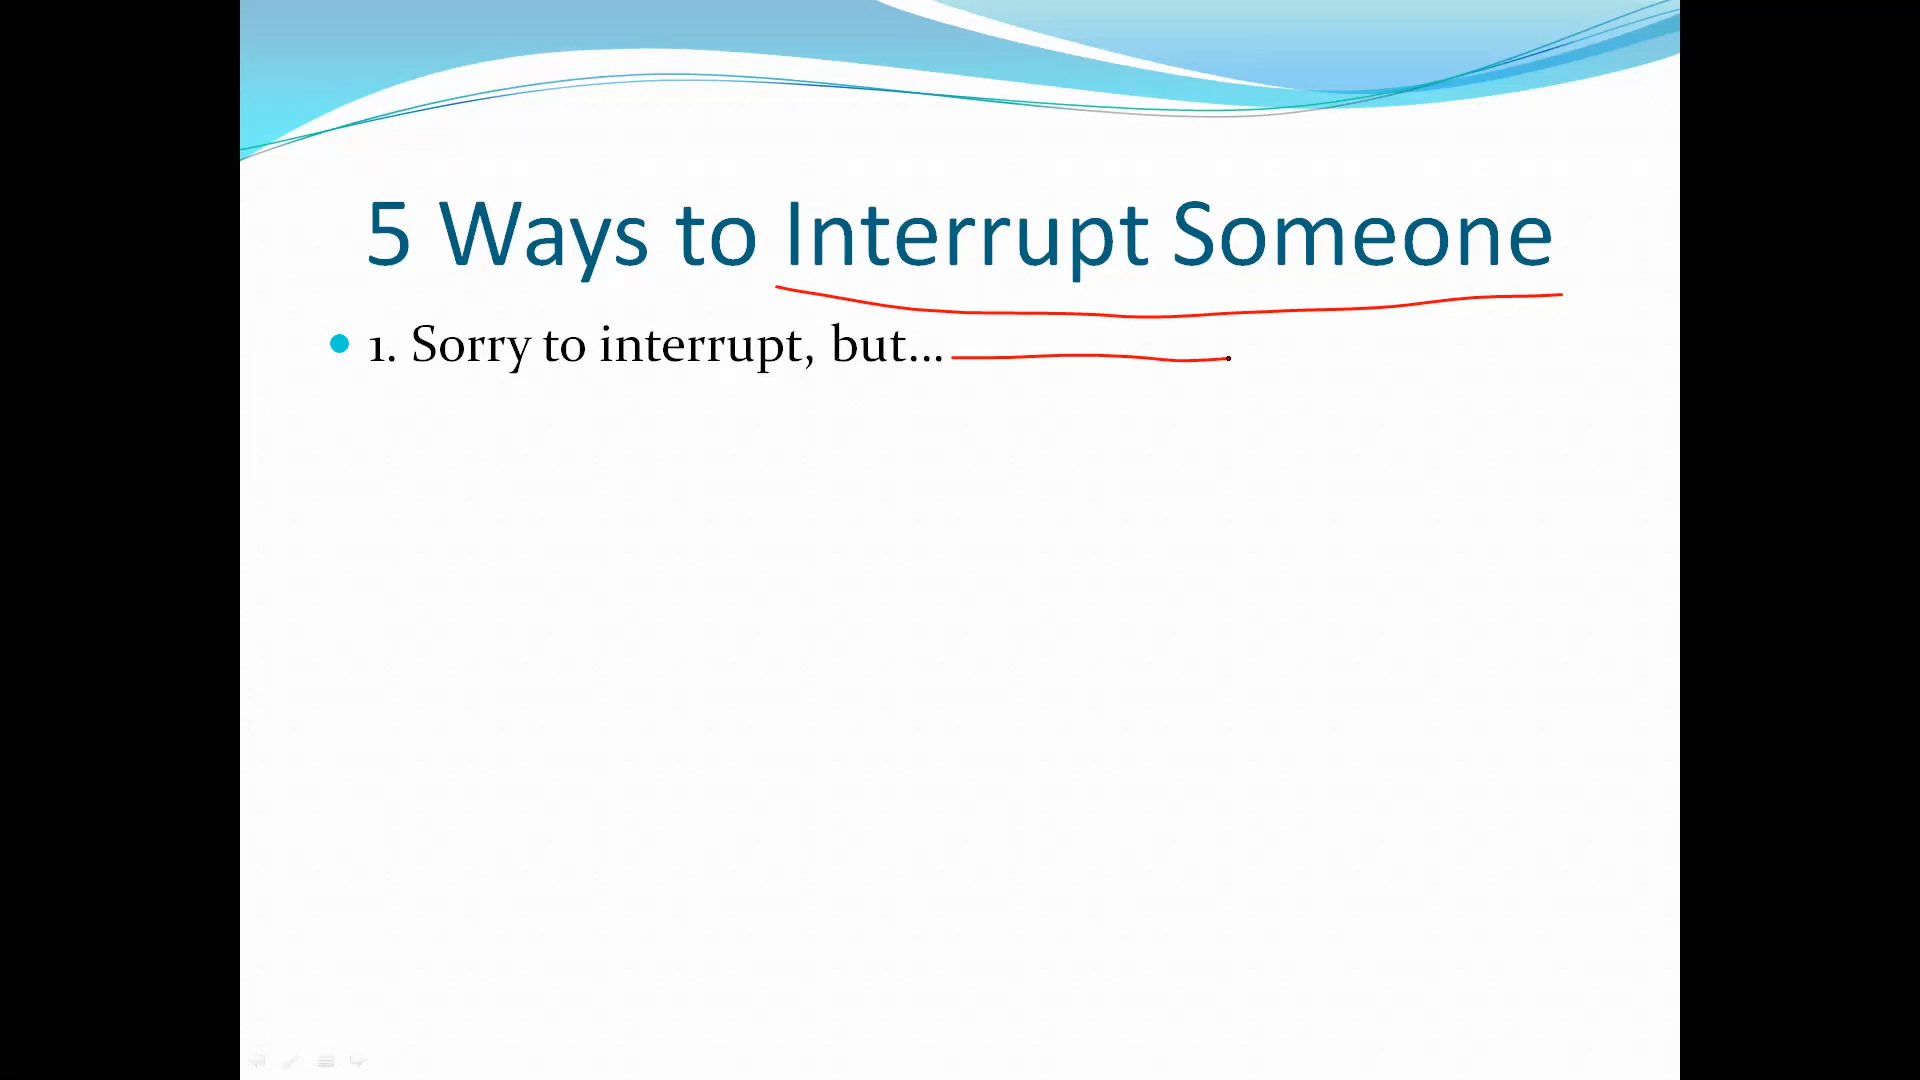 5 Ways to Interrupt Someone
• 1. Sorry to interrupt, but...